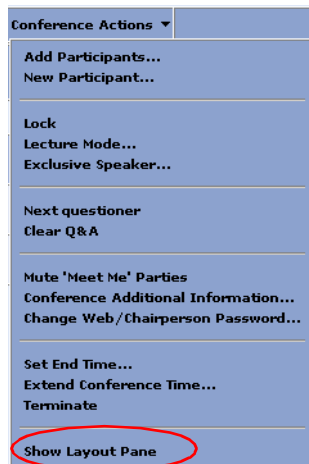 Conference Actions
Add Participants...
New Participant...
Lock
Lecture Mode...
Exclusive Speaker...
Next questioner
Clear Q&A
Mute 'Meet Me' Parties
Conference Additional Information...
Change Web/Chairperson Password...
Set End Time...
Extend Conference Time...
Terminate
Show Layout Pane